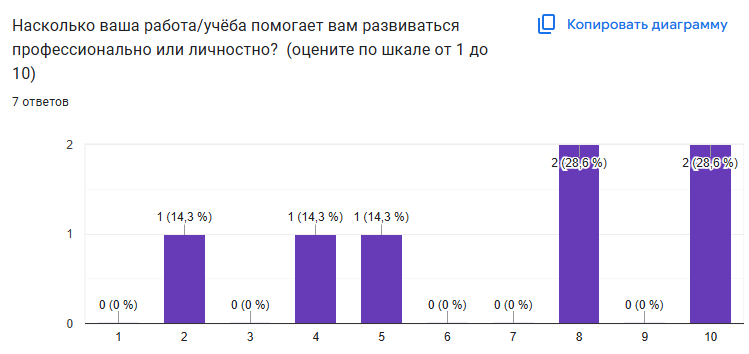 Насколько ваша работа/учёба помогает вам развиваться
профессионально или личностно?  (оцените по шкале от 1 до
10)
Копировать диаграмму
7 ответов
2
1
0
0 (0 %)
1 (14,3 %)
0 (0 %)
1 (14,3 %)
1 (14,3 %)
0 (0 %)
0 (0 %)
2 (28,6 %)
0 (0 %)
2 (28,6 %)
1 2 3 4 5 6 7 8 9 10